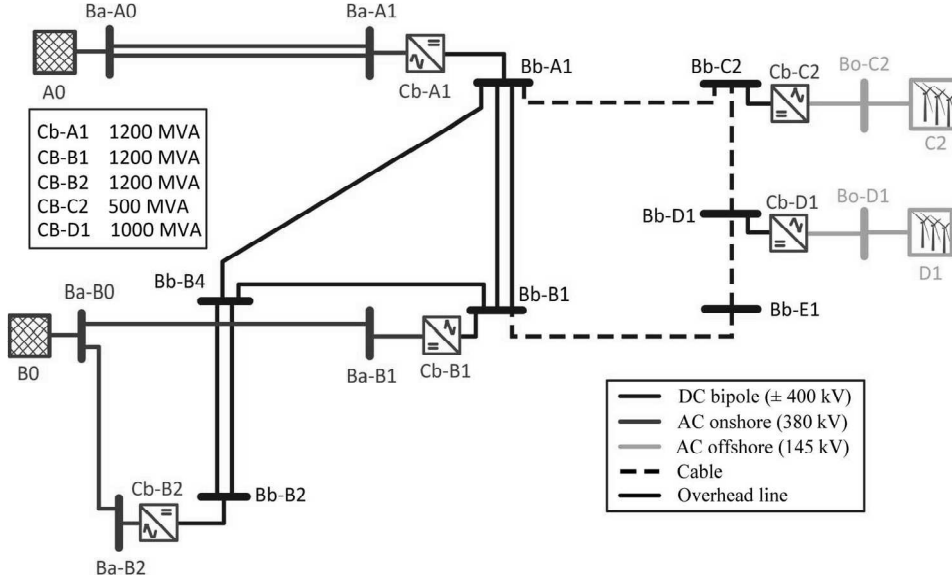 Ba-A0
Ba-A1
A0
Cb-A1
Bb-A1
Bb-C2
Cb-C2
Bo-C2
C2
Cb-A1 1200 MVA
CB-B1 1200 MVA
CB-B2 1200 MVA
CB-C2 500 MVA
CB-D1 1000 MVA
Bb-D1
Cb-D1
Bo-D1
D1
Bb-B4
Ba-B0
Bb-B1
Bb-E1
B0
Ba-B1
Cb-B1
Cb-B2
Bb-B2
Ba-B2
DC bipole (± 400 kV)
AC onshore (380 kV)
AC offshore (145 kV)
Cable
Overhead line